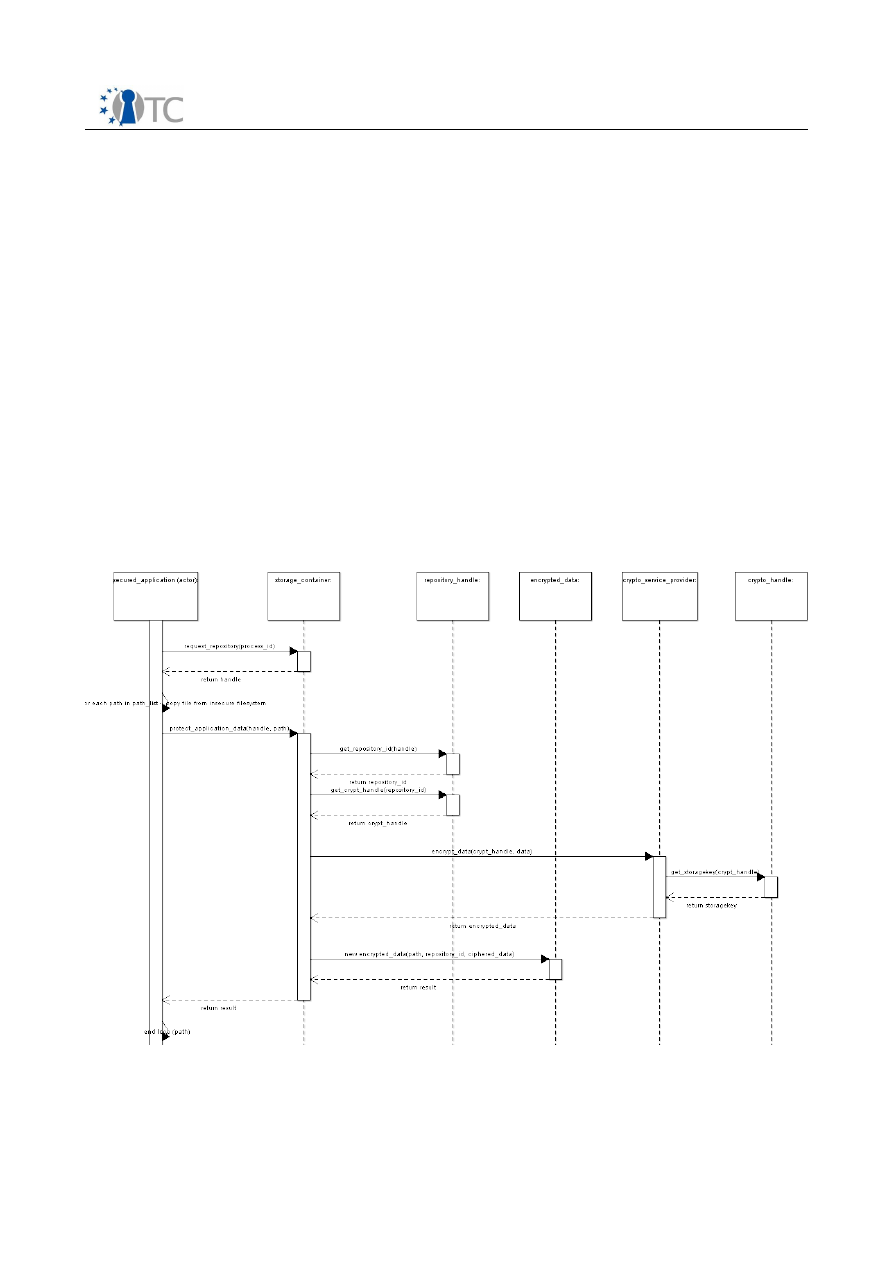 TC
secured_application (actor):
storage_container:
repository_handle:
encrypted_data:
crypto_service_provider:
crypto_handle:
request_repository(process_id)
return handle
or each path in path_list copy file from insecure filesystem
protect_application_data(handle, path)
get_repository_id(handle)
return repository_id
get_crypt_handle(repository_id)
return crypt_handle
encrypt_data(crypt_handle, data)
get_storagekey(crypt_handle)
return storagekey
return encrypted_data
new encrypted_data(path, repository_id, ciphered_data)
return result
return result
end loop (path)